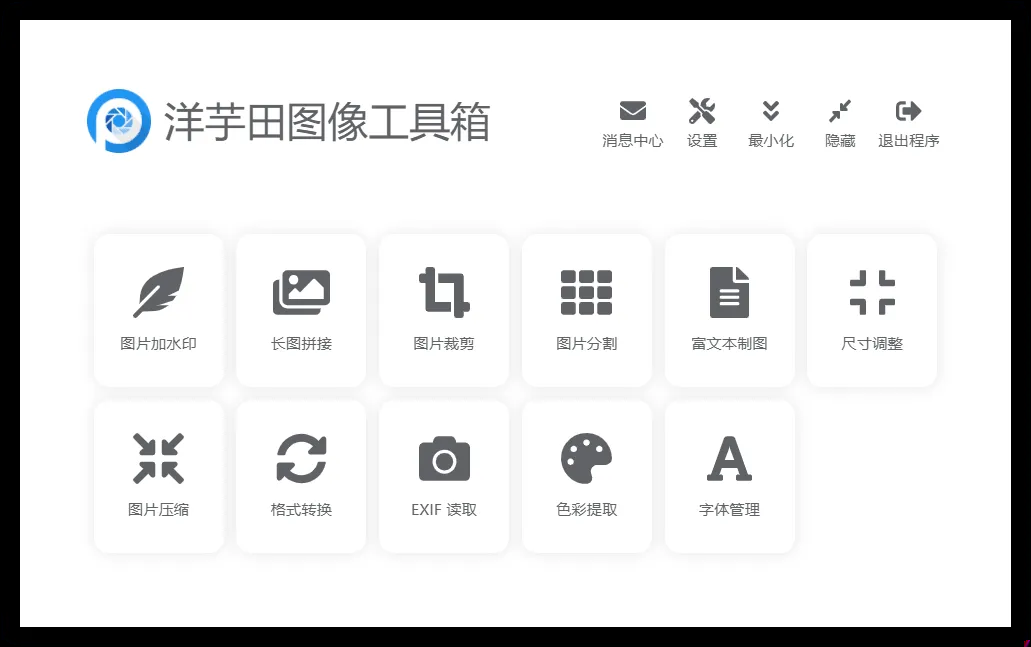 洋芋田图像工具箱
消息中心 设置 最小化 隐藏 退出程序
图片加水印 长图拼接 图片裁剪 图片分割 富文本制图 尺寸调整
图片压缩 格式转换 EXIF 读取 色彩提取 字体管理